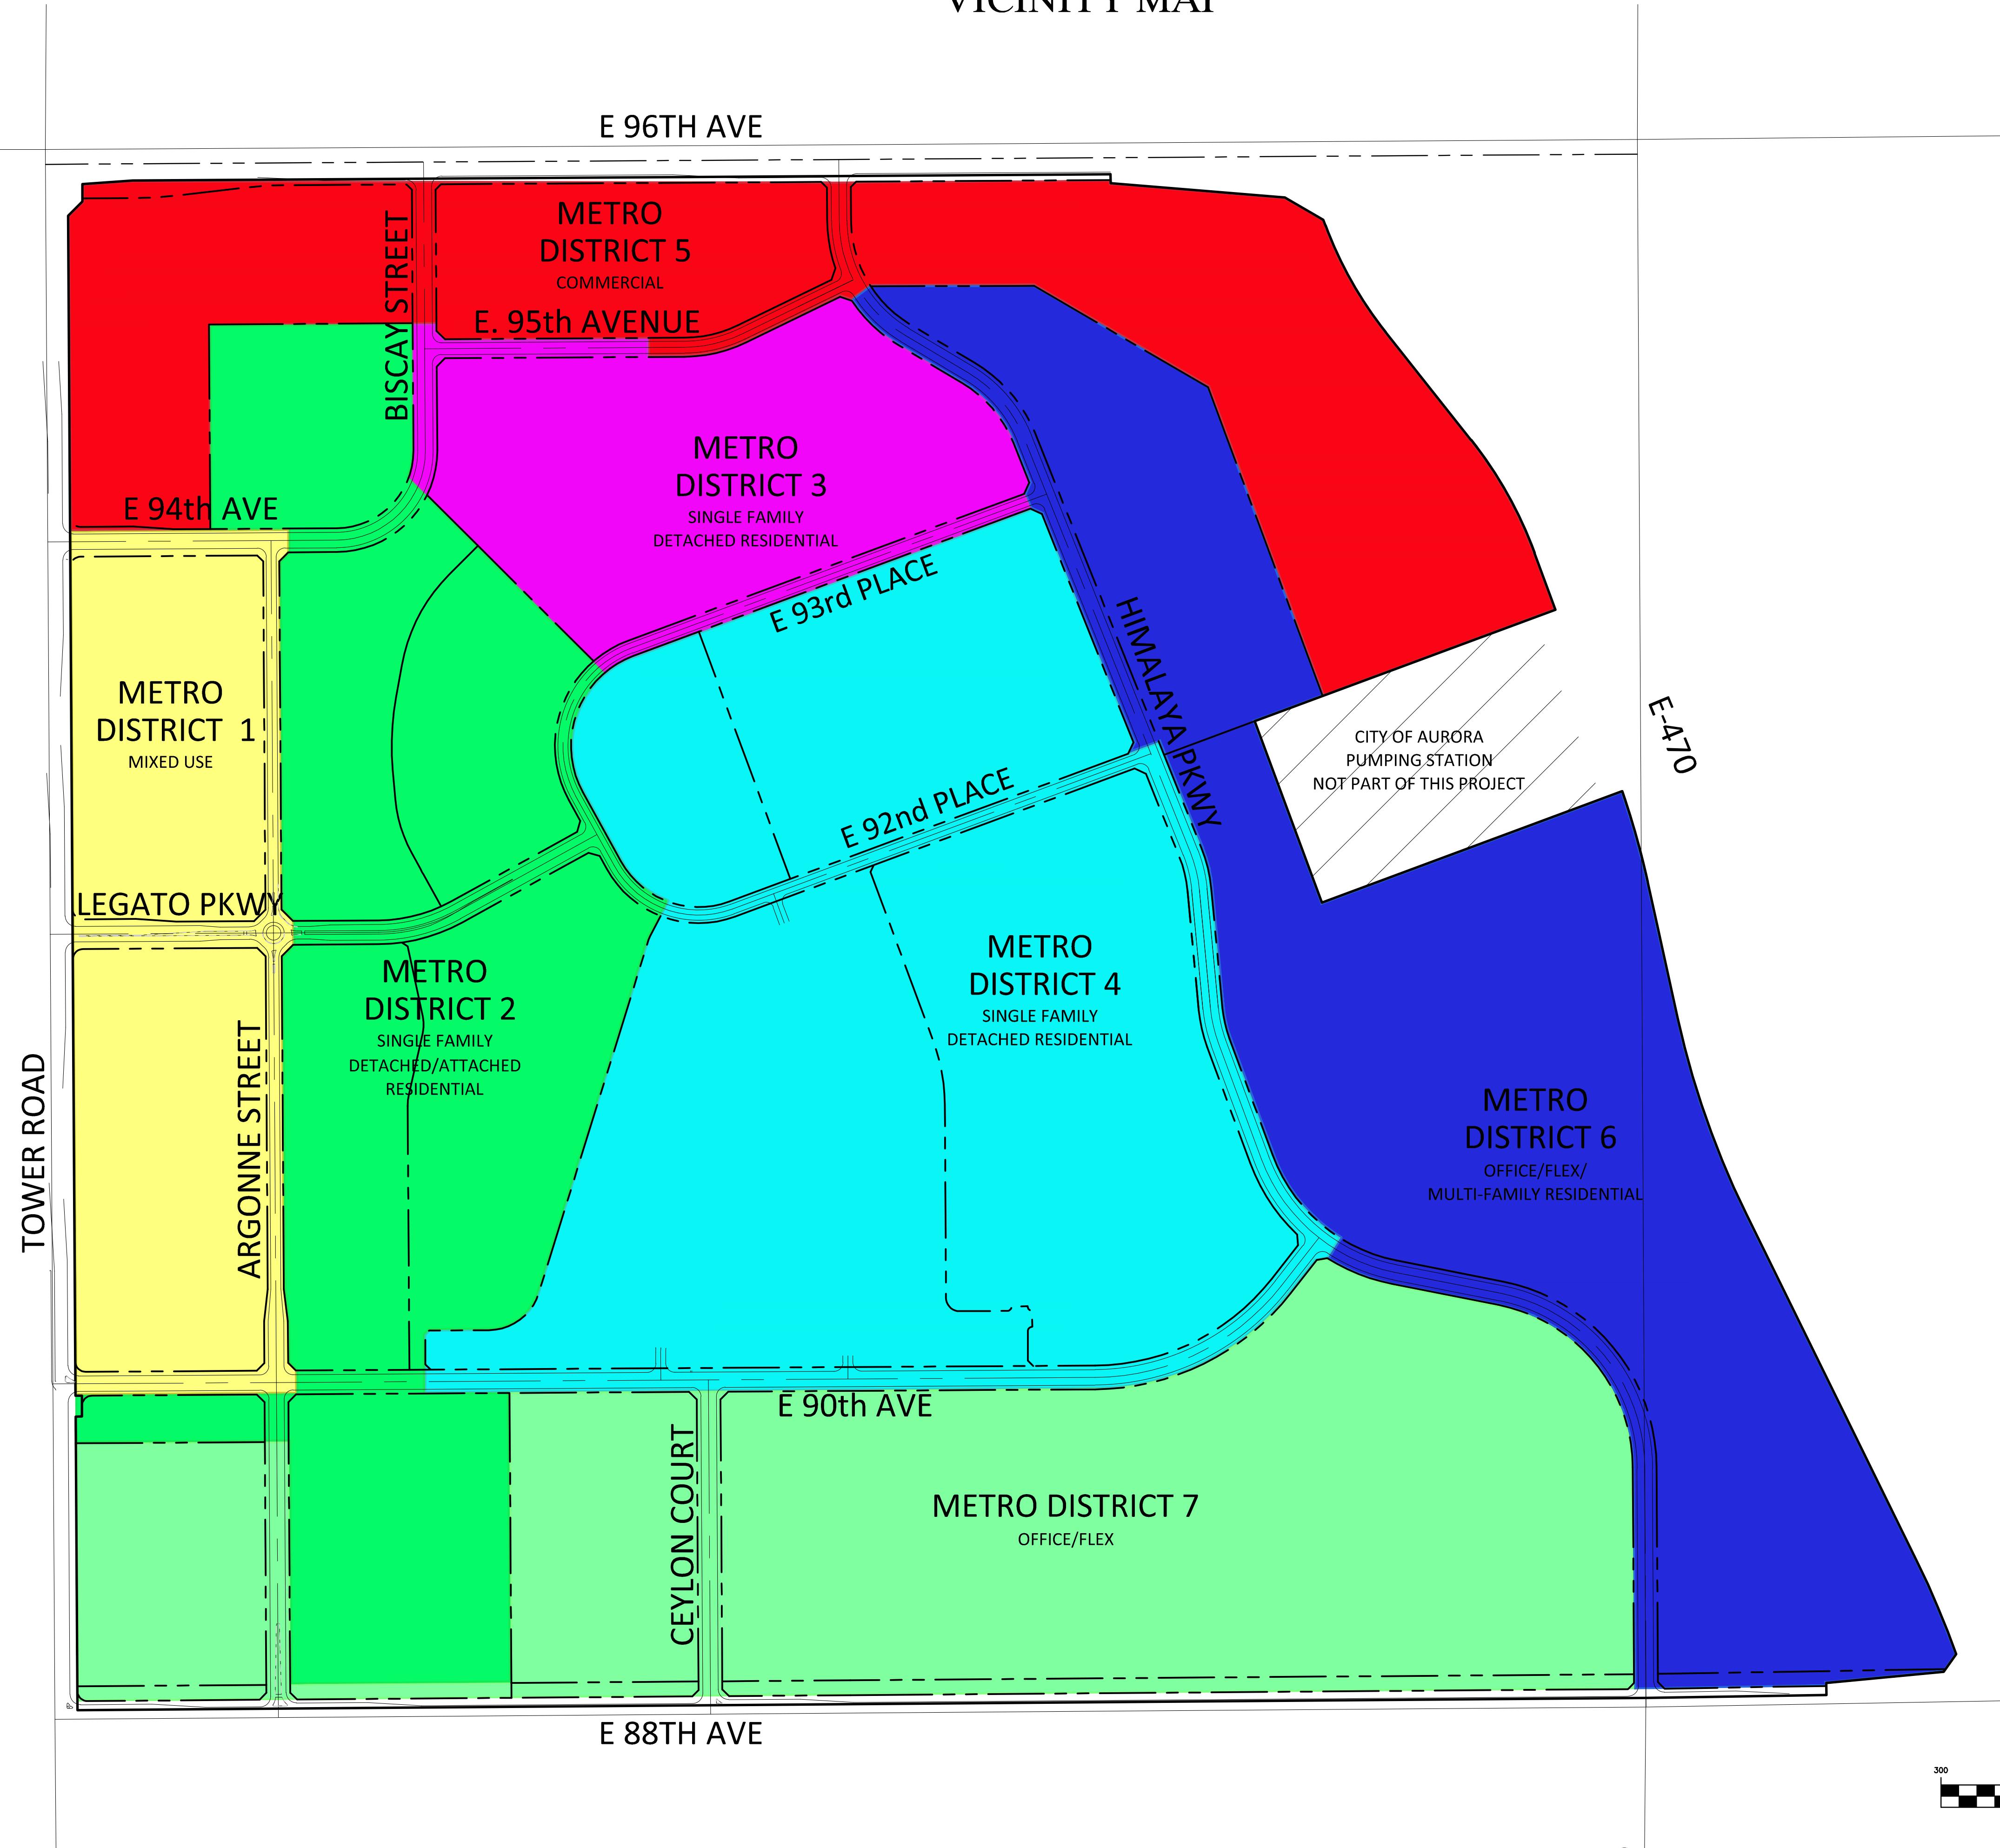 VICINITY MAP
E 96TH AVE
METRO
DISTRICT 5
COMMERCIAL
BISCAY STREET
E. 95th AVENUE
METRO
DISTRICT 3
SINGLE FAMILY
DETACHED RESIDENTIAL
E 94th AVE
E 93rd PLACE
HIMALAYA PKWY
METRO
DISTRICT 1
MIXED USE
CITY OF AURORA
PUMPING STATION
NOT PART OF THIS PROJECT
E-470
E 92nd PLACE
LEGATO PKWY
METRO
DISTRICT 2
SINGLE FAMILY
DETACHED/ATTACHED
RESIDENTIAL
METRO
DISTRICT 4
SINGLE FAMILY
DETACHED RESIDENTIAL
TOWER ROAD
ARGONNE STREET
METRO
DISTRICT 6
OFFICE/FLEX/
MULTI-FAMILY RESIDENTIAL
E 90th AVE
CEYLON COURT
METRO DISTRICT 7
OFFICE/FLEX
E 88TH AVE
300